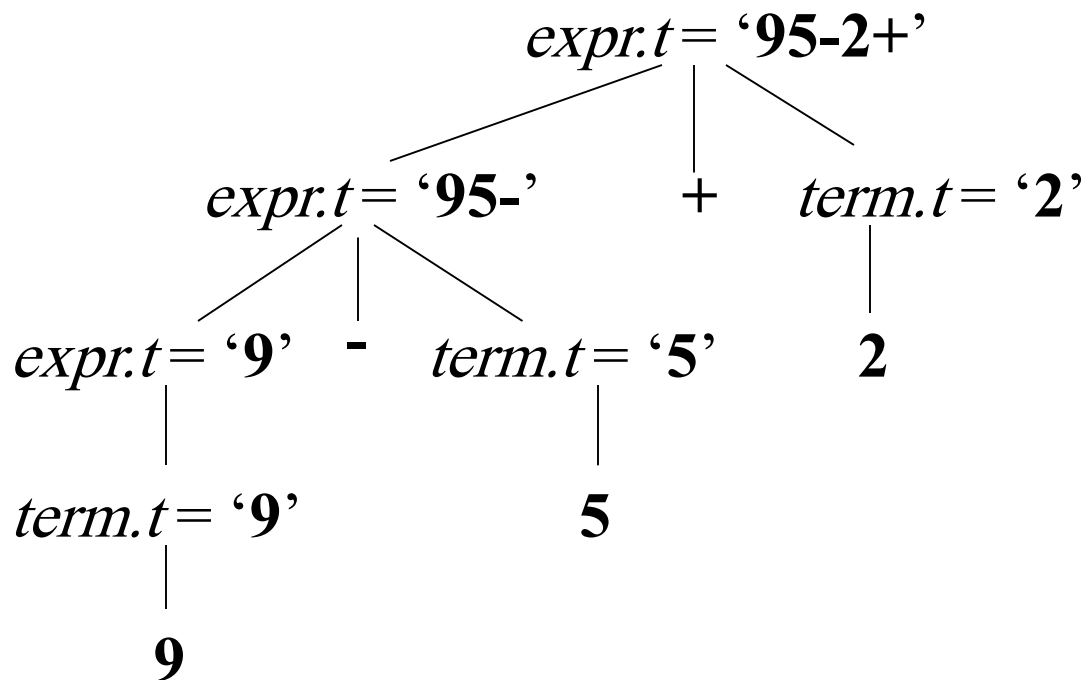 expr.t = ‘95-2+’
expr.t = ‘95-’ + term.t = ‘2’
expr.t = ‘9’ - term.t = ‘5’ 2
term.t = ‘9’ 5
9